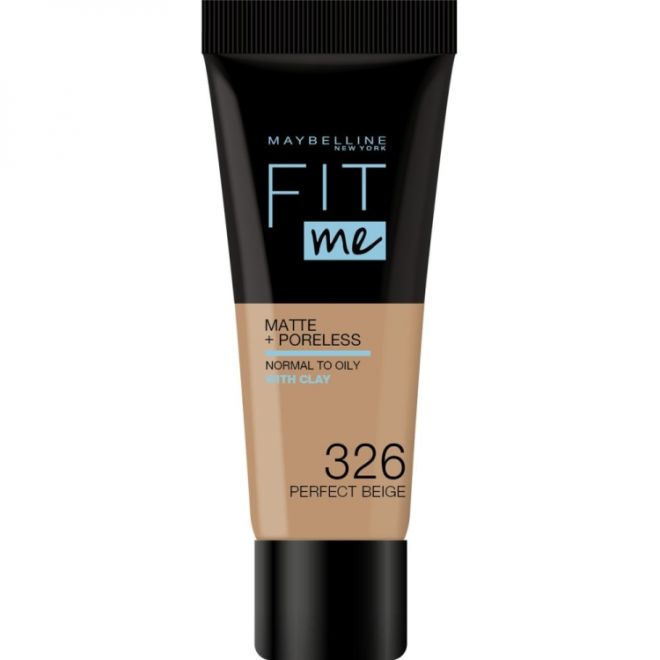 MAYBELLINE
NEW YORK
FIT
me
MATTE
+ PORELESS
NORMAL TO OILY
WITH CLAY
326
PERFECT BEIGE